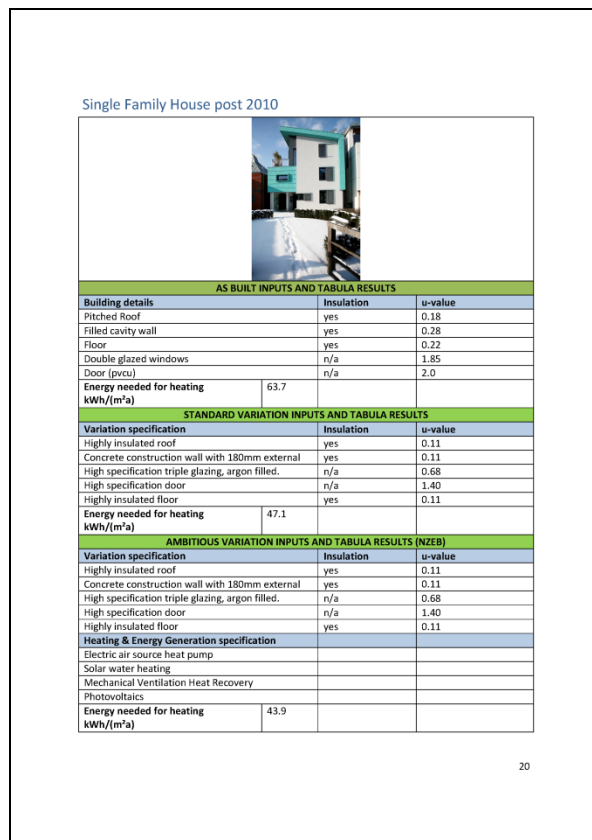 Single Family House post 2010
AS BUILT INPUTS AND TABULA RESULTS
Building details Insulation u-value
Pitched Roof yes 0.18
Filled cavity wall yes 0.28
Floor yes 0.22
Double glazed windows n/a 1.85
Door (pvcu) n/a 2.0
Energy needed for heating 63.7
kWh/(m²a)
STANDARD VARIATION INPUTS AND TABULA RESULTS
Variation specification Insulation u-value
Highly insulated roof yes 0.11
Concrete construction wall with 180mm external yes 0.11
High specification triple glazing, argon filled. n/a 0.68
High specification door n/a 1.40
Highly insulated floor yes 0.11
Energy needed for heating 47.1
kWh/(m²a)
AMBITIOUS VARIATION INPUTS AND TABULA RESULTS (NZEB)
Variation specification Insulation u-value
Highly insulated roof yes 0.11
Concrete construction wall with 180mm external yes 0.11
High specification triple glazing, argon filled. n/a 0.68
High specification door n/a 1.40
Highly insulated floor yes 0.11
Heating & Energy Generation specification
Electric air source heat pump
Solar water heating
Mechanical Ventilation Heat Recovery
Photovoltaics
Energy needed for heating 43.9
kWh/(m²a)
20